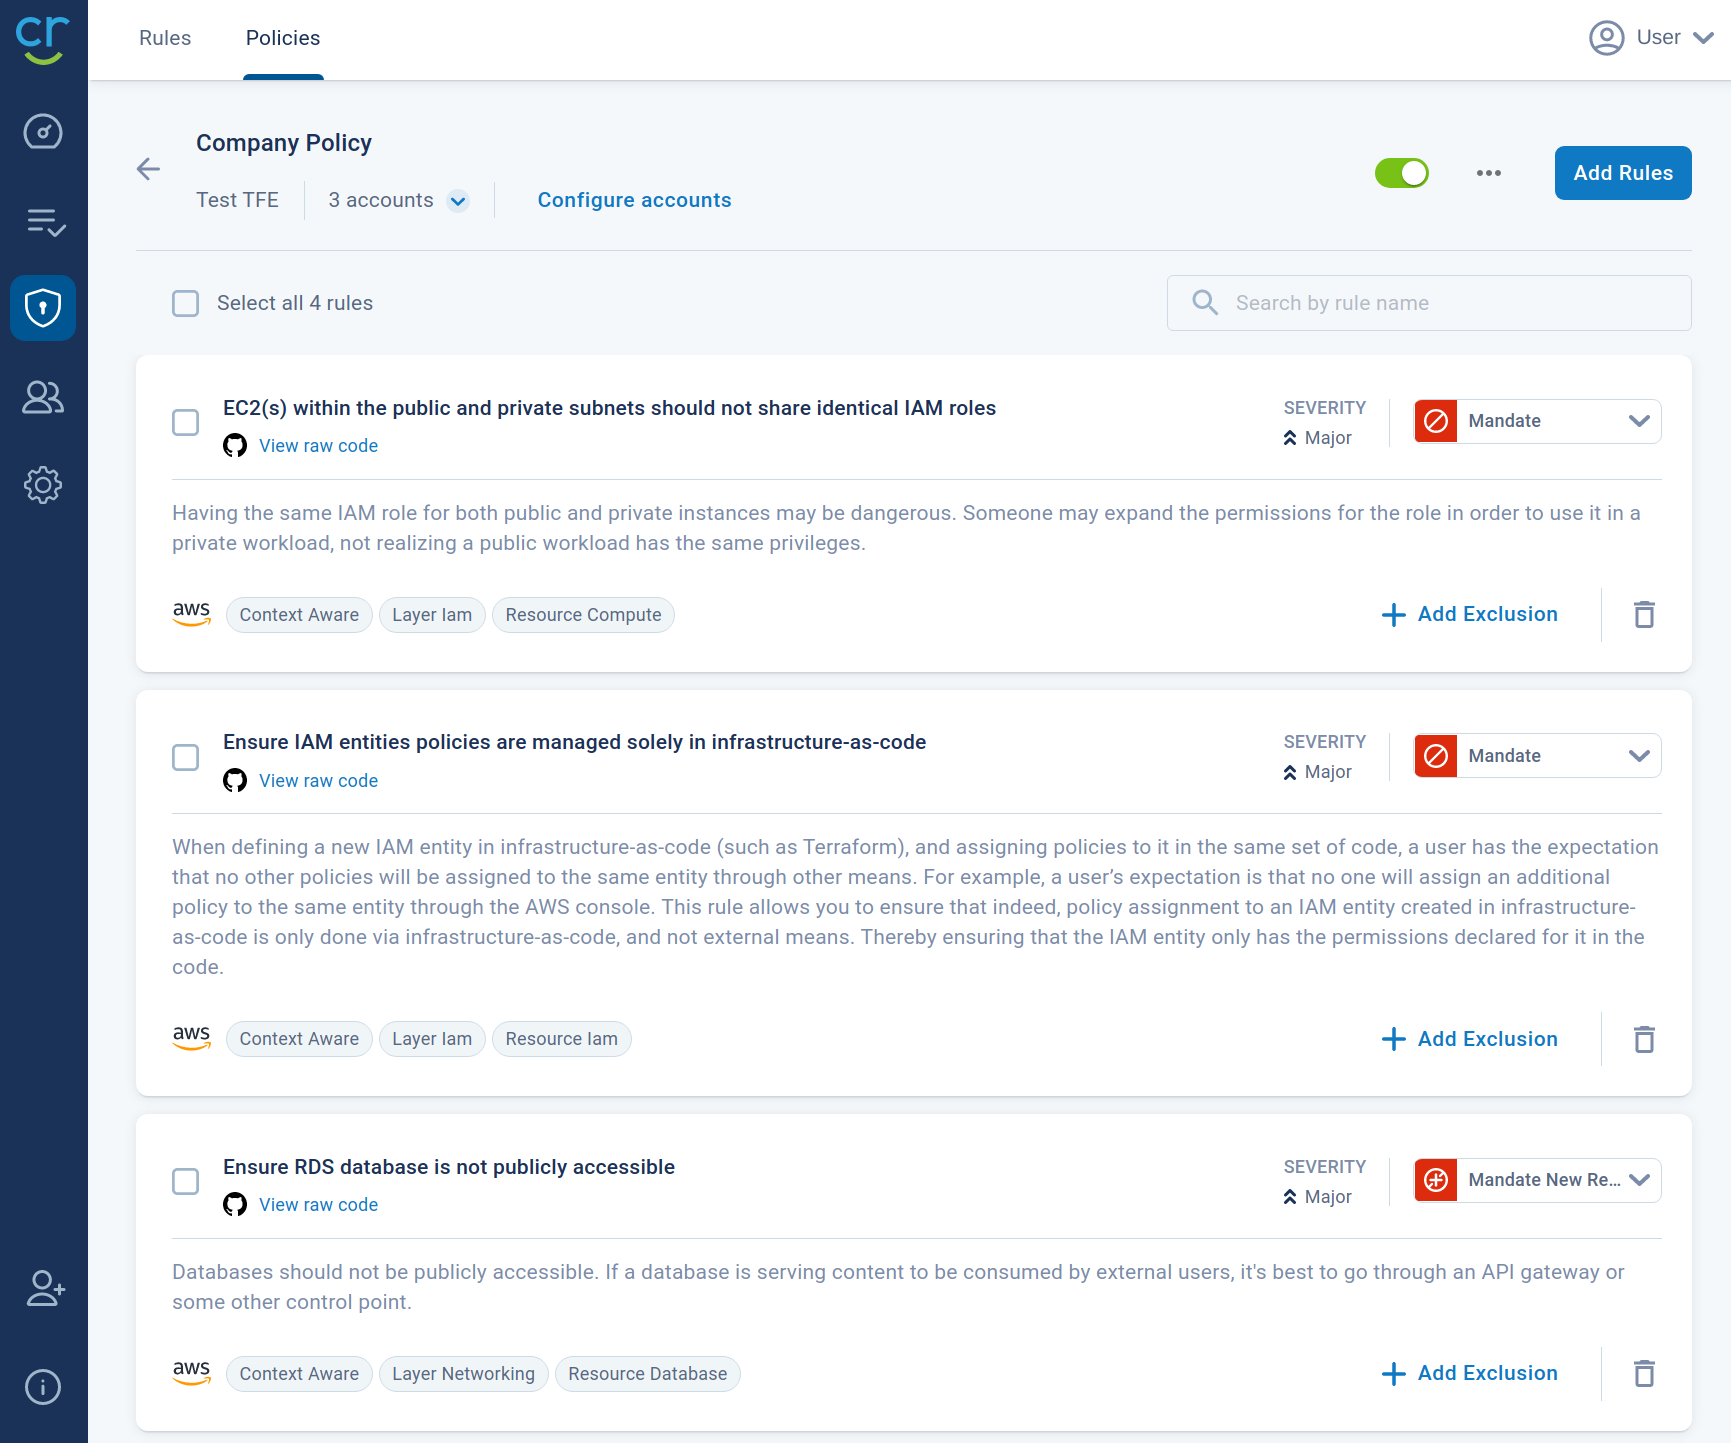 cr
Rules
Policies
User
Company Policy
Test TFE
3 accounts
Configure accounts
Add Rules
Select all 4 rules
Search by rule name
EC2(s) within the public and private subnets should not share identical IAM roles
View raw code
SEVERITY
Major
Mandate
Having the same IAM role for both public and private instances may be dangerous. Someone may expand the permissions for the role in order to use it in a
private workload, not realizing a public workload has the same privileges.
aws
Context Aware
Layer Iam
Resource Compute
Add Exclusion
Ensure IAM entities policies are managed solely in infrastructure-as-code
View raw code
SEVERITY
Major
Mandate
When defining a new IAM entity in infrastructure-as-code (such as Terraform), and assigning policies to it in the same set of code, a user has the expectation
that no other policies will be assigned to the same entity through other means. For example, a user’s expectation is that no one will assign an additional
policy to the same entity through the AWS console. This rule allows you to ensure that indeed, policy assignment to an IAM entity created in infrastructure-
as-code is only done via infrastructure-as-code, and not external means. Thereby ensuring that the IAM entity only has the permissions declared for it in the
code.
aws
Context Aware
Layer Iam
Resource Iam
Add Exclusion
Ensure RDS database is not publicly accessible
View raw code
SEVERITY
Major
Mandate New Re...
Databases should not be publicly accessible. If a database is serving content to be consumed by external users, it's best to go through an API gateway or
some other control point.
aws
Context Aware
Layer Networking
Resource Database
Add Exclusion